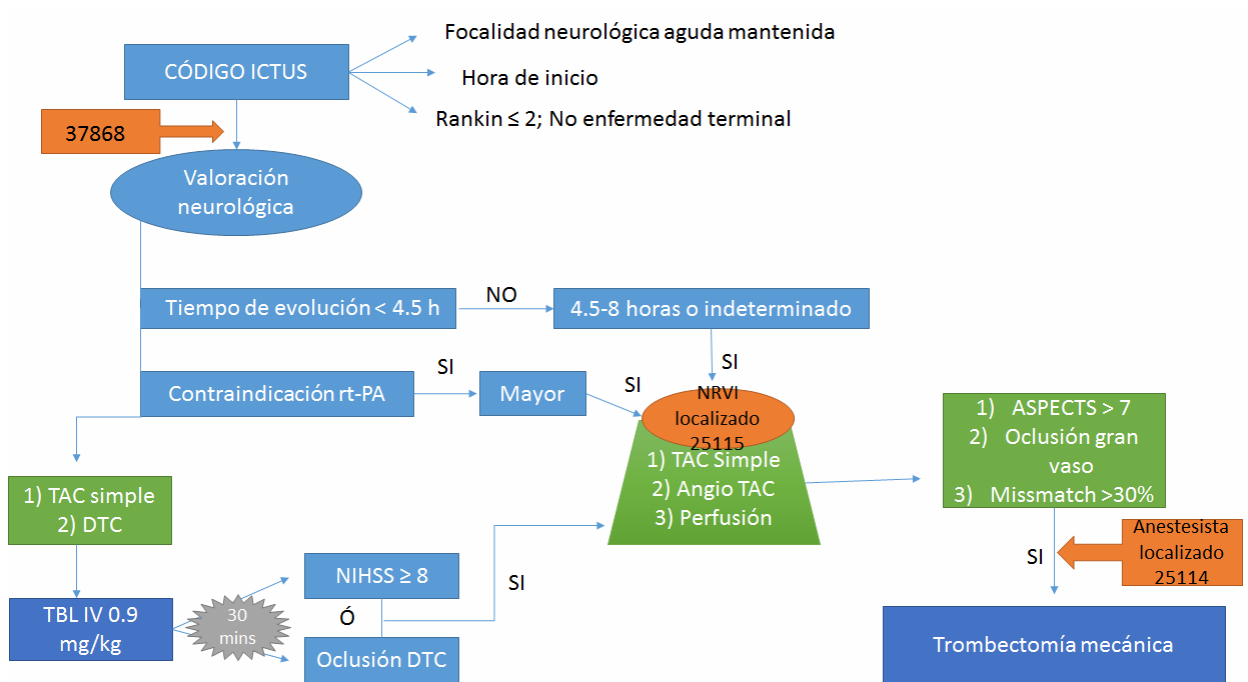 Focalidad neurológica aguda mantenida
CÓDIGO ICTUS
Hora de inicio
Rankin ≤ 2; No enfermedad terminal
37868
Valoración
neurológica
Tiempo de evolución < 4.5 h
NO
4.5-8 horas o indeterminado
SI
Contraindicación rt-PA
SI
Mayor
SI
NRVI
localizado
25115
1) TAC Simple
2) Angio TAC
3) Perfusión
1) ASPECTS > 7
2) Oclusión gran
vaso
3) Missmatch >30%
1) TAC simple
2) DTC
SI
Anestesista
localizado
25114
TBL IV 0.9
mg/kg
30
mins
NIHSS ≥ 8
Ó
SI
Oclusión DTC
Trombectomía mecánica